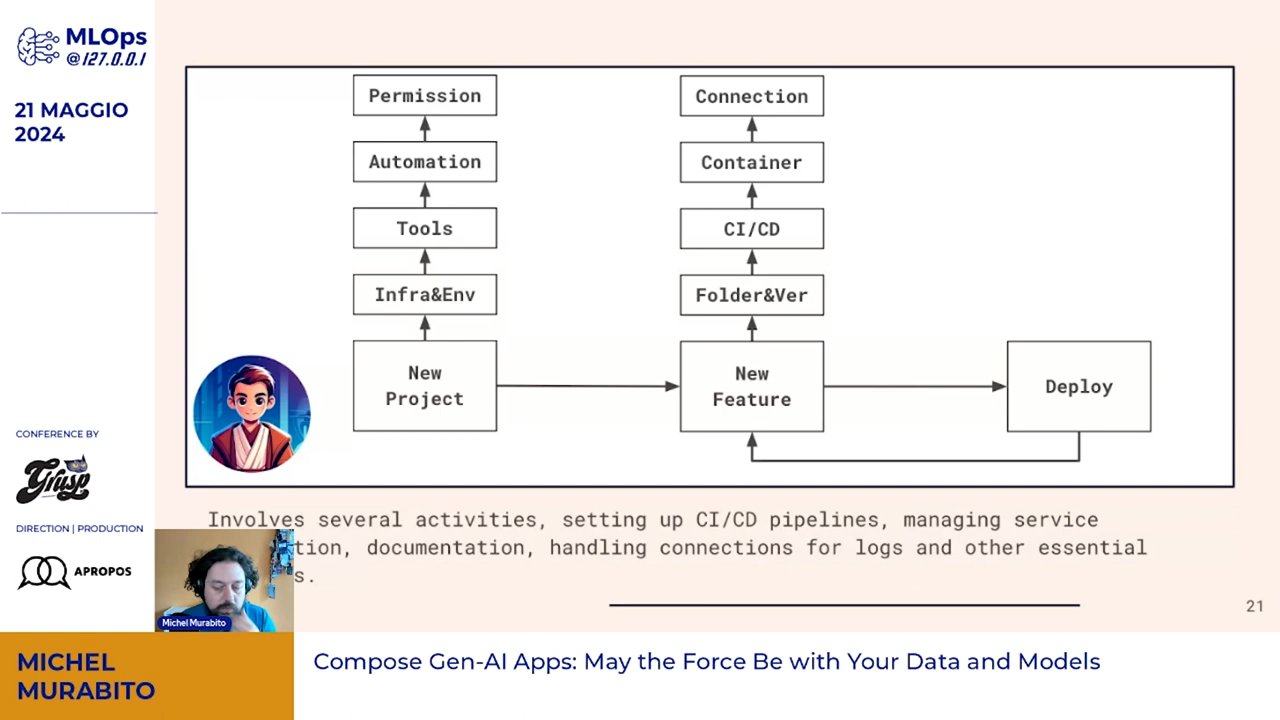 MLOps
@127.0.0.1
21 MAGGIO
2024
Permission
Automation
Tools
Infra&Env
New
Project
Connection
Container
CI/CD
Folder&Ver
New
Feature
Deploy
Involves several activities, setting up CI/CD pipelines, managing service
tion, documentation, handling connections for logs and other essential
s.
21
CONFERENCE BY
Grusp
DIRECTION | PRODUCTION
APROPOS
Michel Murabito
MICHEL
MURABITO
Compose Gen-AI Apps: May the Force Be with Your Data and Models